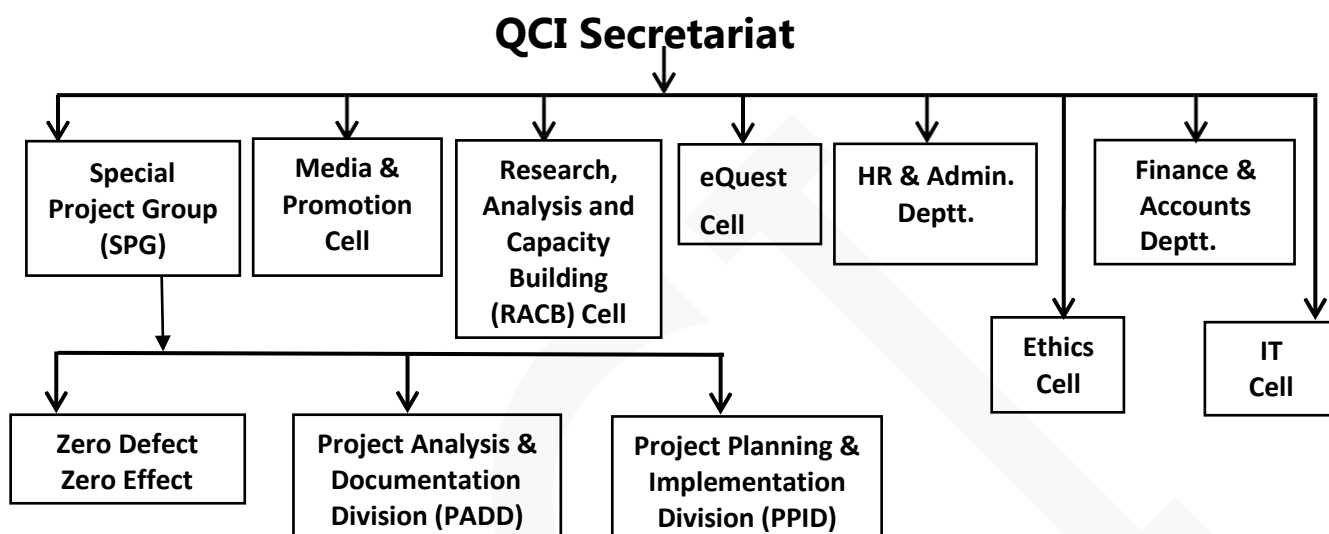 QCI Secretariat
Special
Project Group
(SPG)
Media &
Promotion
Cell
Research,
Analysis and
Capacity
Building
(RACB) Cell
eQuest
Cell
HR & Admin.
Deptt.
Finance &
Accounts
Deptt.
Ethics
Cell
IT
Cell
Zero Defect
Zero Effect
Project Analysis &
Documentation
Division (PADD)
Project Planning &
Implementation
Division (PPID)